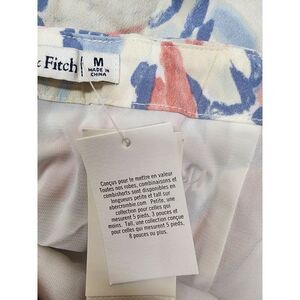 & Fitch
M
MADE IN
CHINA
Conçus pour le mettre en valeur
Toutes nos robes, combinaisons et
combishorts sont disponibles en
longueurs petite et tall sur
abercrombie.com. Petite, une
collection pour celles qui
mesurent 5 pieds, 3 pouces et
moins. Tall, une collection conçue
pour celles qui mesurent 5 pieds,
8 pouces ou plus.